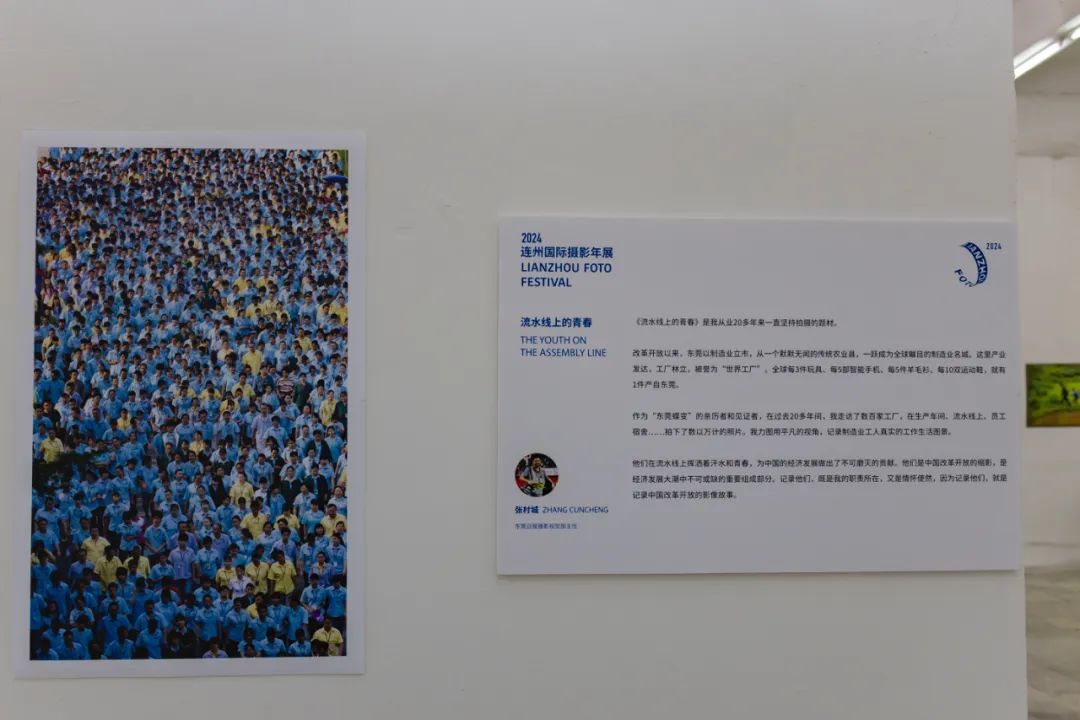 2024
连州国际摄影年展
LIANZHOU FOTO
FESTIVAL
2024
LIANZHOU
FOTO
流水线上的青春
THE YOUTH ON
THE ASSEMBLY LINE
《流水线上的青春》是我从业20多年来一直坚持拍摄的题材。
改革开放以来，东莞以制造业立市，从一个默默无闻的传统农业县，一跃成为全球瞩目的制造业名城。这里产业
发达，工厂林立，被誉为“世界工厂”，全球每3件玩具、每5部智能手机、每5件羊毛衫、每10双运动鞋，就有
1件产自东莞。
作为“东莞蝶变”的亲历者和见证者，在过去20多年间，我走访了数百家工厂，在生产车间、流水线上、员工
宿舍……拍下了数以万计的照片。我力图用平凡的视角，记录制造业工人真实的工作生活图景。
他们在流水线上挥洒着汗水和青春，为中国的经济发展做出了不可磨灭的贡献。他们是中国改革开放的缩影，是
经济发展大潮中不可或缺的重要组成部分。记录他们，既是我的职责所在，又是情怀使然，因为记录他们，就是
记录中国改革开放的影像故事。
张村城 ZHANG CUNCHENG
东莞日报摄影视觉部主任